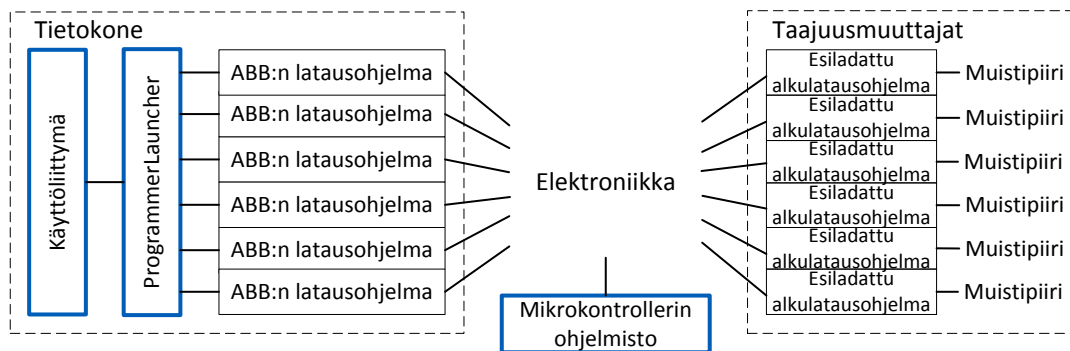 Tietokone
Käyttöliittymä
ProgrammerLauncher
ABB:n latausohjelma
ABB:n latausohjelma
ABB:n latausohjelma
ABB:n latausohjelma
ABB:n latausohjelma
ABB:n latausohjelma
Elektroniikka
Mikrokontrollerin
ohjelmisto
Taajuusmuuttajat
Esiladattu
alkulatausohjelma
Muistipiiri
Esiladattu
alkulatausohjelma
Muistipiiri
Esiladattu
alkulatausohjelma
Muistipiiri
Esiladattu
alkulatausohjelma
Muistipiiri
Esiladattu
alkulatausohjelma
Muistipiiri
Esiladattu
alkulatausohjelma
Muistipiiri